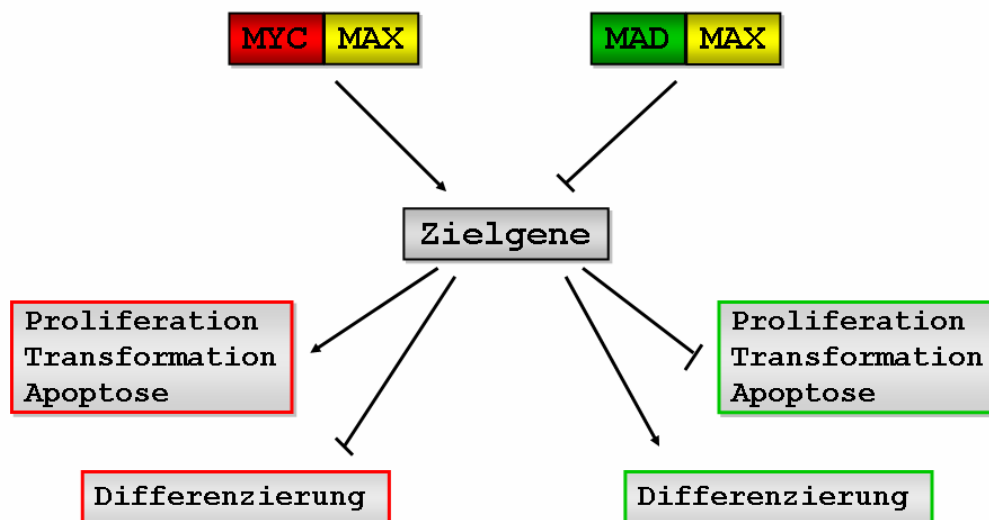 MYC MAX MAD MAX
Zielgene
Proliferation
Transformation
Apoptose
Proliferation
Transformation
Apoptose
Differenzierung
Differenzierung